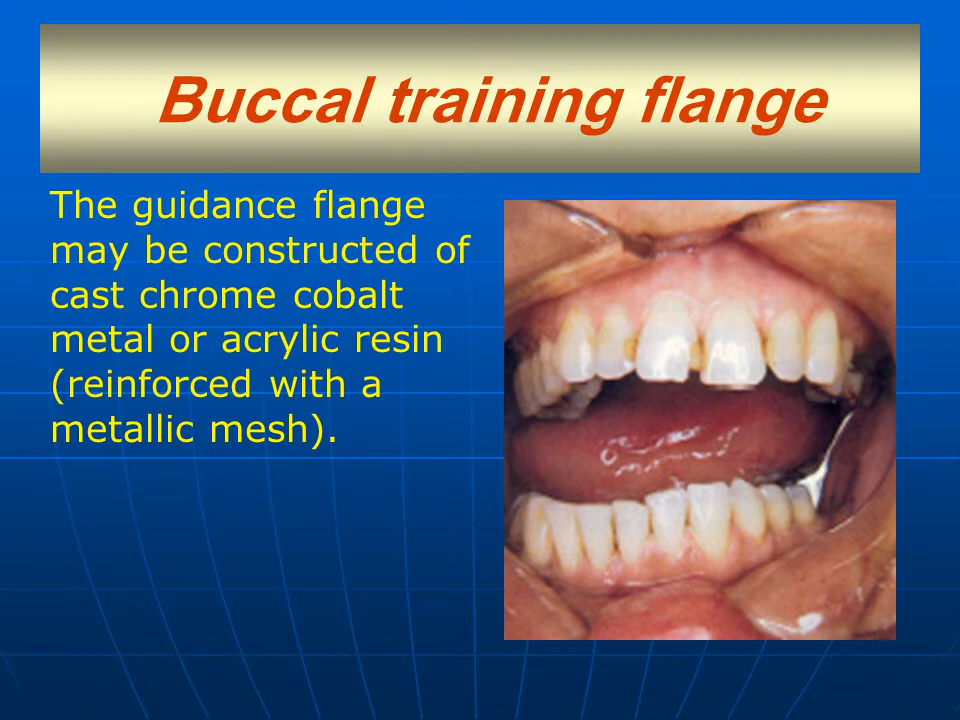 Buccal training flange
The guidance flange
may be constructed of
cast chrome cobalt
metal or acrylic resin
(reinforced with a
metallic mesh).